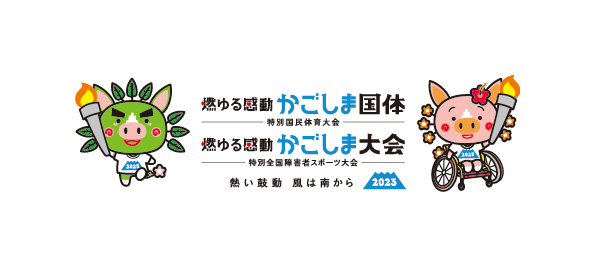 燃ゆる感動 かごしま国体
特別国民体育大会
燃ゆる感動 かごしま大会
特別全国障害者スポーツ大会
熱い鼓動 風は南から 2023
2023
2023